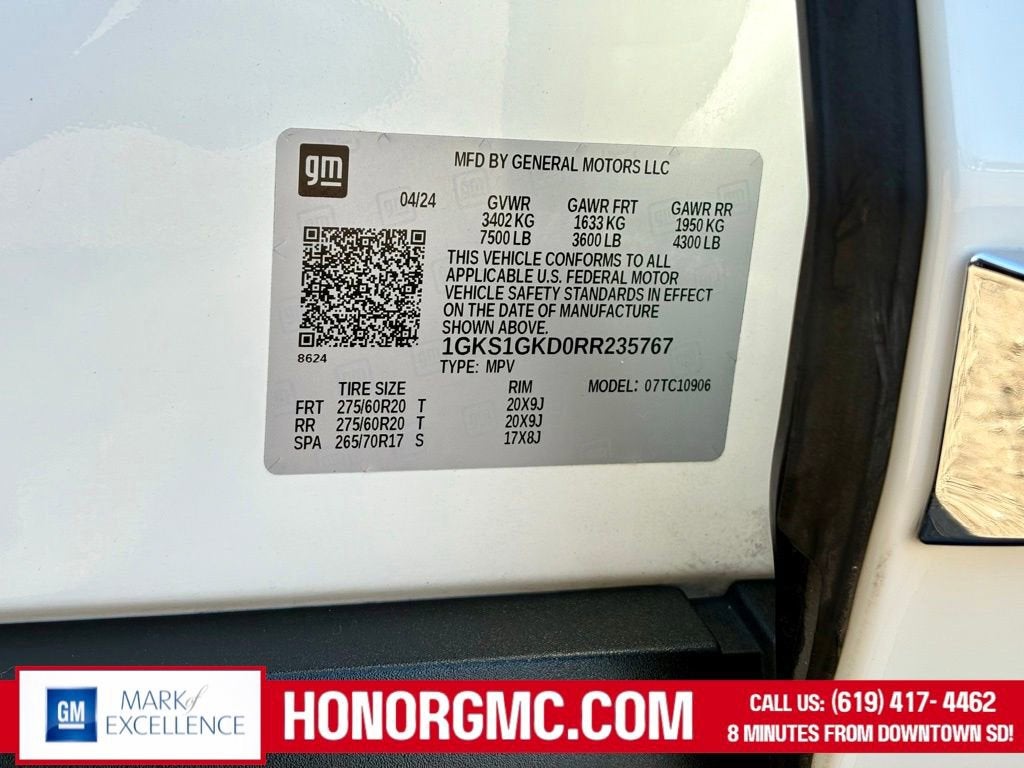 gm
MFD BY GENERAL MOTORS LLC
04/24 GVWR GAWR FRT GAWR RR
3402 KG 1633 KG 1950 KG
7500 LB 3600 LB 4300 LB
THIS VEHICLE CONFORMS TO ALL
APPLICABLE U.S. FEDERAL MOTOR
VEHICLE SAFETY STANDARDS IN EFFECT
ON THE DATE OF MANUFACTURE
SHOWN ABOVE.
8624
1GKS1GKD0RR235767
TYPE: MPV
TIRE SIZE RIM MODEL: 07TC10906
FRT 275/60R20 T 20X9J
RR 275/60R20 T 20X9J
SPA 265/70R17 S 17X8J
GM
MARK of
EXCELLENCE
HONORGMC.COM
CALL US: (619) 417- 4462
8 MINUTES FROM DOWNTOWN SD!